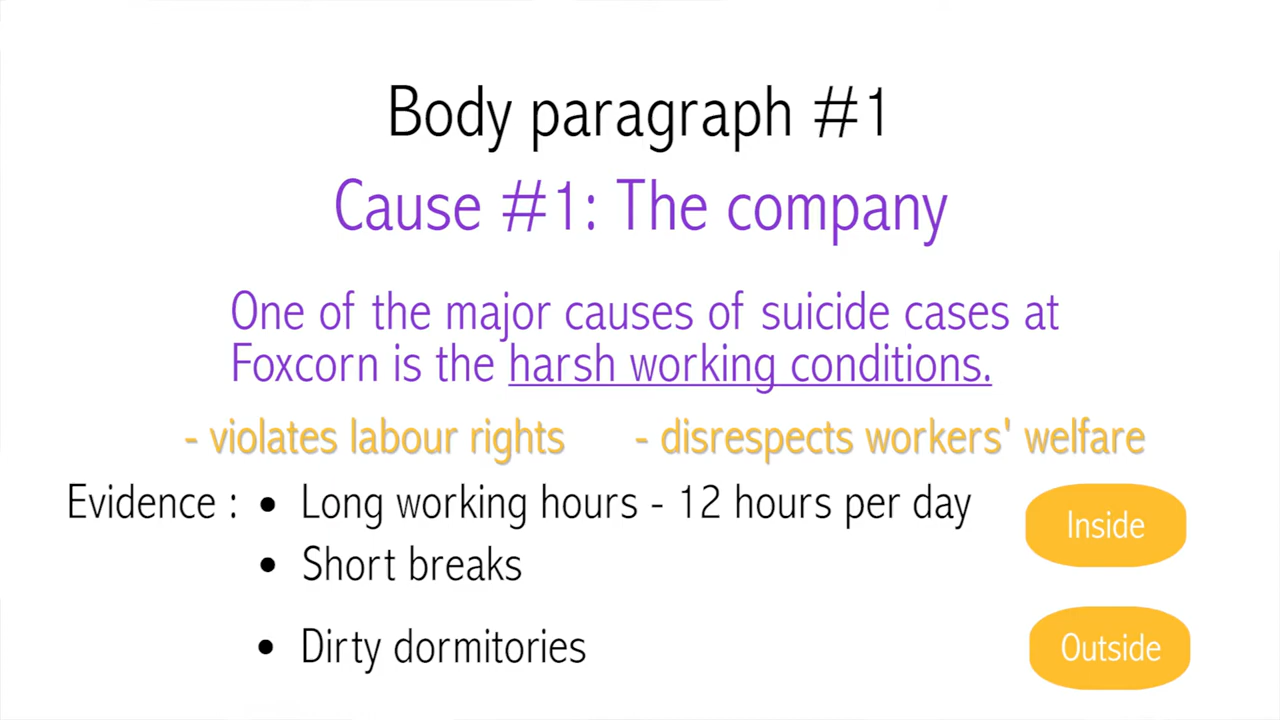 Body paragraph #1
Cause #1: The company
One of the major causes of suicide cases at
Foxcorn is the harsh working conditions.
- violates labour rights - disrespects workers' welfare
Evidence : • Long working hours - 12 hours per day
Inside
• Short breaks
• Dirty dormitories
Outside